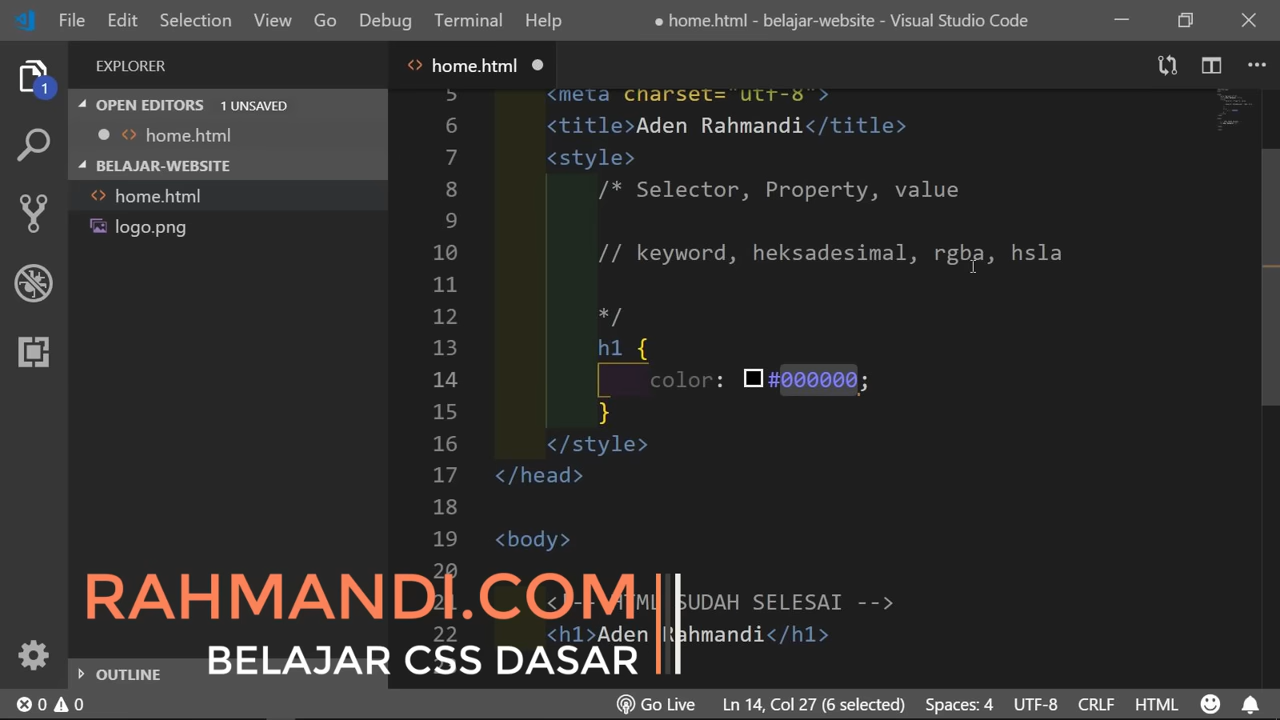 File Edit Selection View Go Debug Terminal Help ● home.html - belajar-website - Visual Studio Code
EXPLORER
OPEN EDITORS 1 UNSAVED
home.html
BELAJAR-WEBSITE
home.html
logo.png
OUTLINE
1
home.html
5 <meta charset="utf-8">
6 <title>Aden Rahmandi</title>
7 <style>
8 /* Selector, Property, value
9
10 // keyword, heksadesimal, rgba, hsla
11
12 */
13 h1 {
14 color: #000000;
15 }
16 </style>
17 </head>
18
19 <body>
20
21 <!-- HTML SUDAH SELESAI -->
22 <h1>Aden Rahmandi</h1>
RAHMANDI.COM
BELAJAR CSS DASAR
0 0 Go Live Ln 14, Col 27 (6 selected) Spaces: 4 UTF-8 CRLF HTML